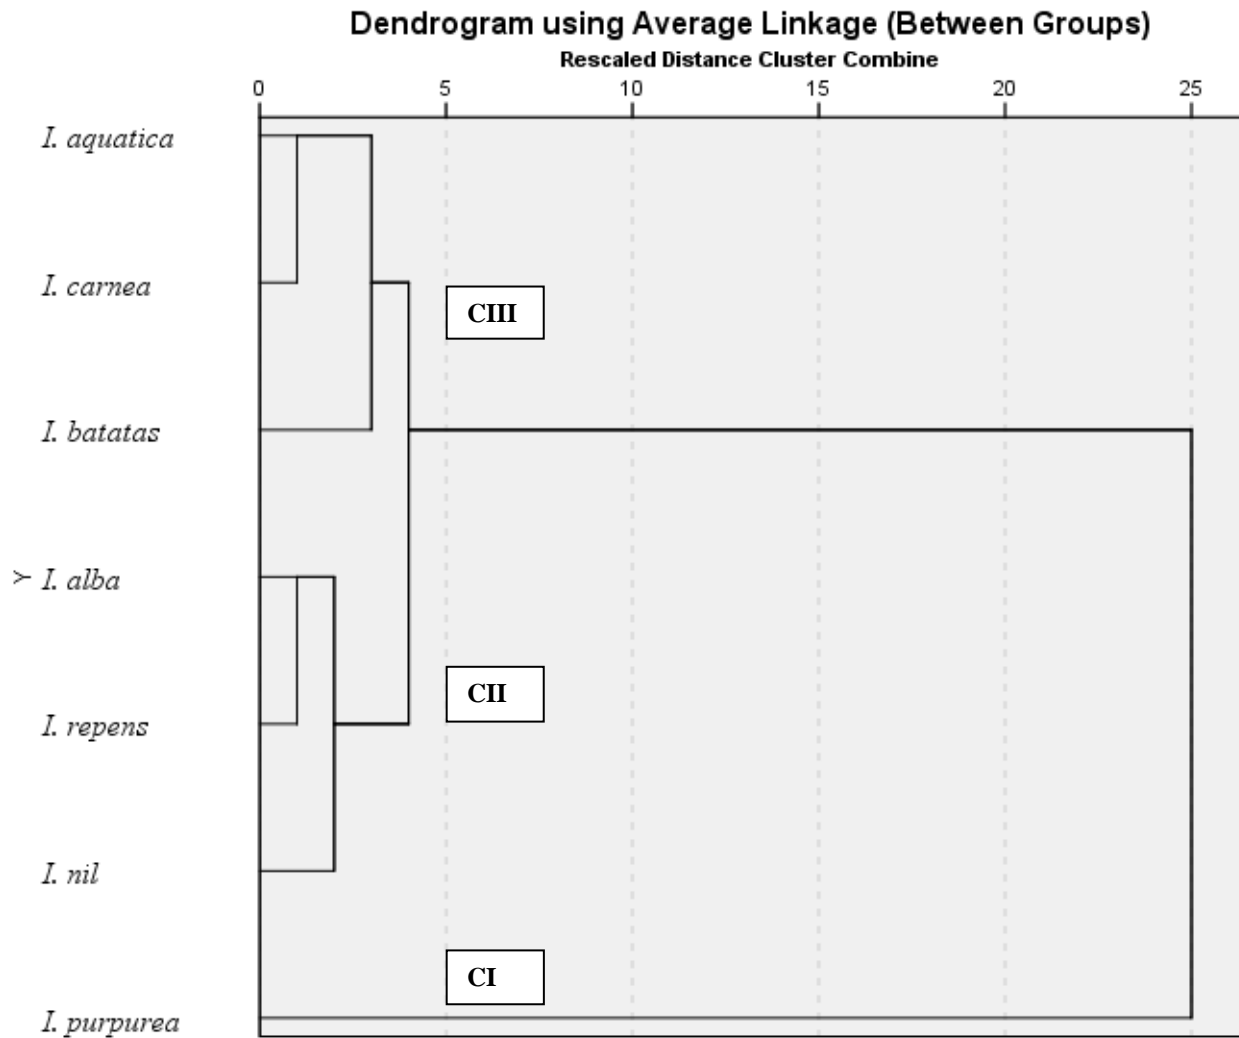 Dendrogram using Average Linkage (Between Groups)
Rescaled Distance Cluster Combine
0 5 10 15 20 25
I. aquatica
I. carnea
CIII
I. batatas
Y
I. alba
CII
I. repens
I. nil
CI
I. purpurea